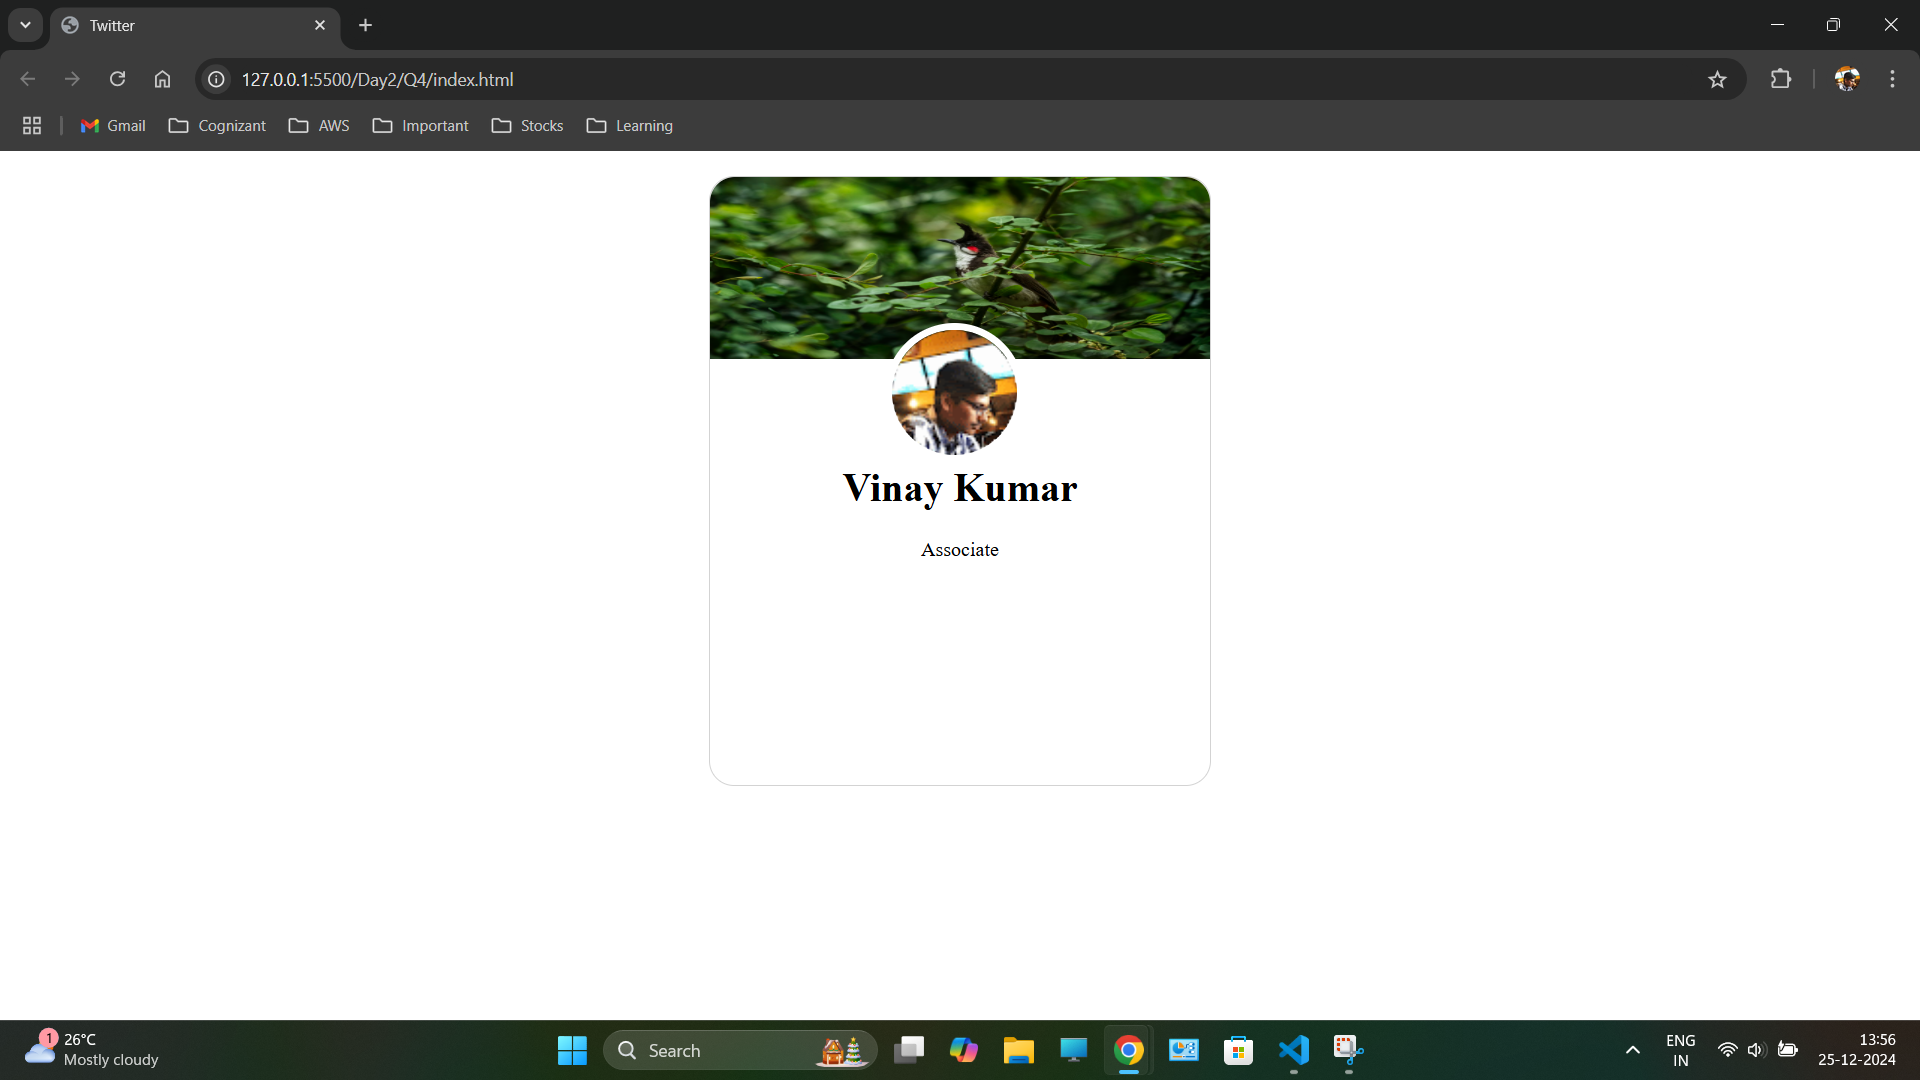 Twitter
127.0.0.1:5500/Day2/Q4/index.html
Gmail Cognizant AWS Important Stocks Learning
Vinay Kumar
Associate
1
26°C
Mostly cloudy
Search
ENG
IN
13:56
25-12-2024